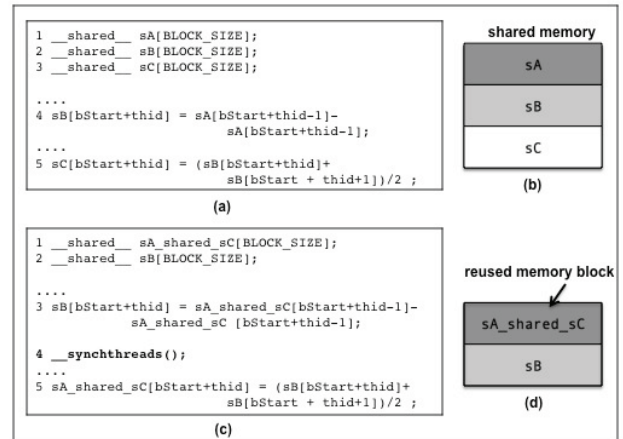 1 __shared__ sA[BLOCK_SIZE];
2 __shared__ sB[BLOCK_SIZE];
3 __shared__ sC[BLOCK_SIZE];
....
4 sB[bStart+thid] = sA[bStart+thid-1]-
sA[bStart+thid-1];
....
5 sC[bStart+thid] = (sB[bStart+thid]+
sB[bStart + thid+1])/2 ;
(a)
shared memory
sA
sB
sC
(b)
1 __shared__ sA_shared_sC[BLOCK_SIZE];
2 __shared__ sB[BLOCK_SIZE];
....
3 sB[bStart+thid] = sA_shared_sC[bStart+thid-1]-
sA_shared_sC [bStart+thid-1];
4 __synchthreads();
....
5 sA_shared_sC[bStart+thid] = (sB[bStart+thid]+
sB[bStart + thid+1])/2 ;
(c)
reused memory block
sA_shared_sC
sB
(d)